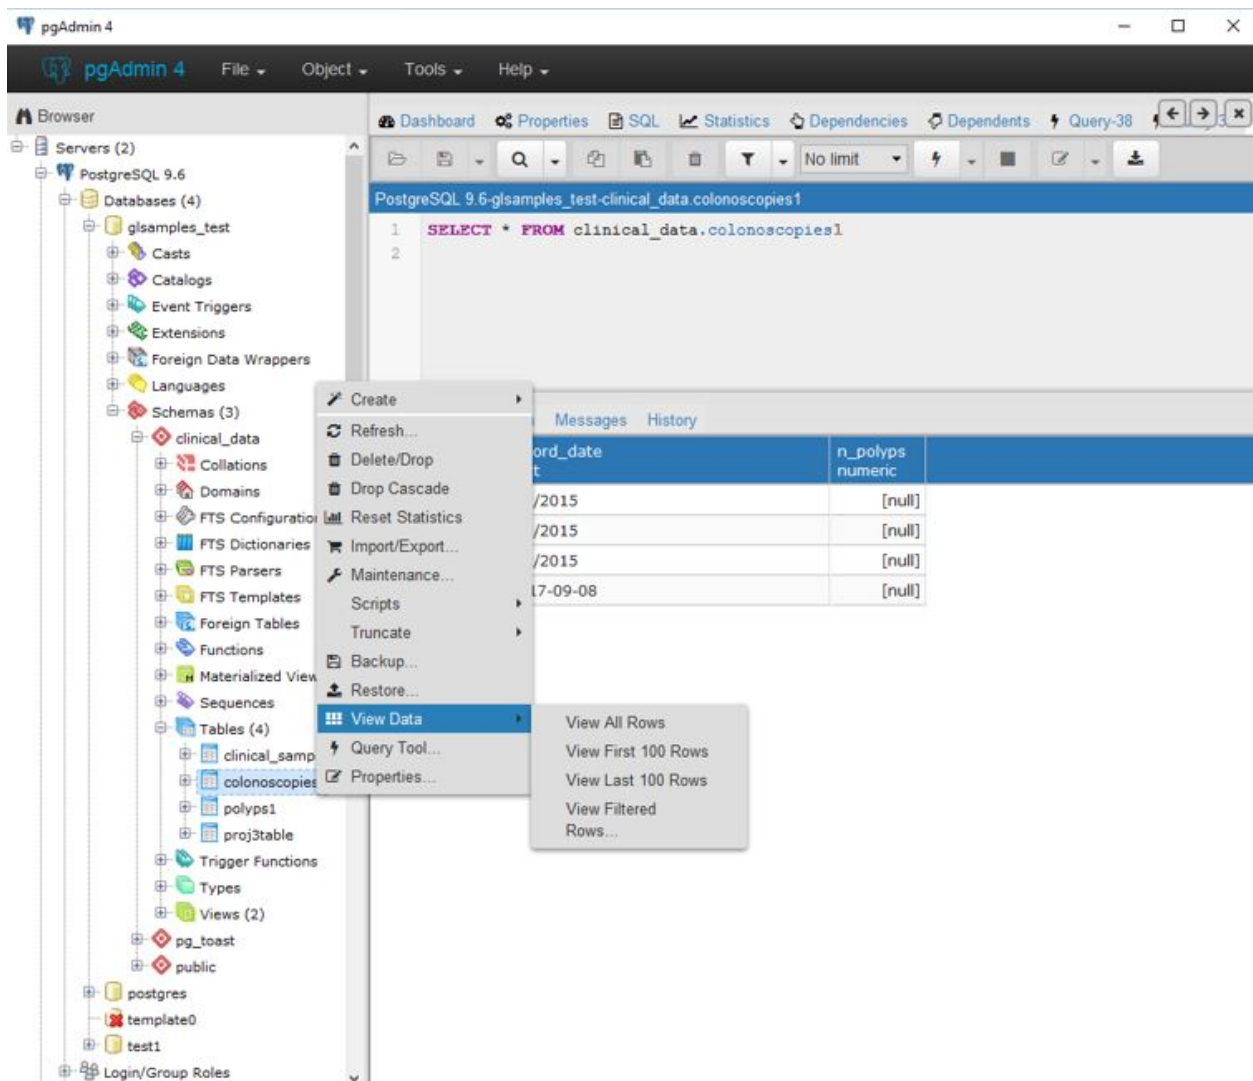 pgAdmin 4
pgAdmin 4 File Object Tools Help
Browser
Servers (2)
PostgreSQL 9.6
Databases (4)
glsamples_test
Casts
Catalogs
Event Triggers
Extensions
Foreign Data Wrappers
Languages
Schemas (3)
clinical_data
Collations
Domains
FTS Configuration
FTS Dictionaries
FTS Parsers
FTS Templates
Foreign Tables
Functions
Materialized View
Sequences
Tables (4)
clinical_samp
colonoscopies
polyps1
proj3table
Trigger Functions
Types
Views (2)
pg_toast
public
postgres
template0
test1
Login/Group Roles
Dashboard Properties SQL Statistics Dependencies Dependents Query-38
No limit
PostgreSQL 9.6-glsamples_test-clinical_data.colonoscopies1
1 SELECT * FROM clinical_data.colonoscopies1
2
Messages History
ord_date n_polyps
t numeric
/2015 [null]
/2015 [null]
/2015 [null]
17-09-08 [null]
Create
Refresh...
Delete/Drop
Drop Cascade
Reset Statistics
Import/Export...
Maintenance...
Scripts
Truncate
Backup...
Restore...
View Data
Query Tool...
Properties...
View All Rows
View First 100 Rows
View Last 100 Rows
View Filtered
Rows...